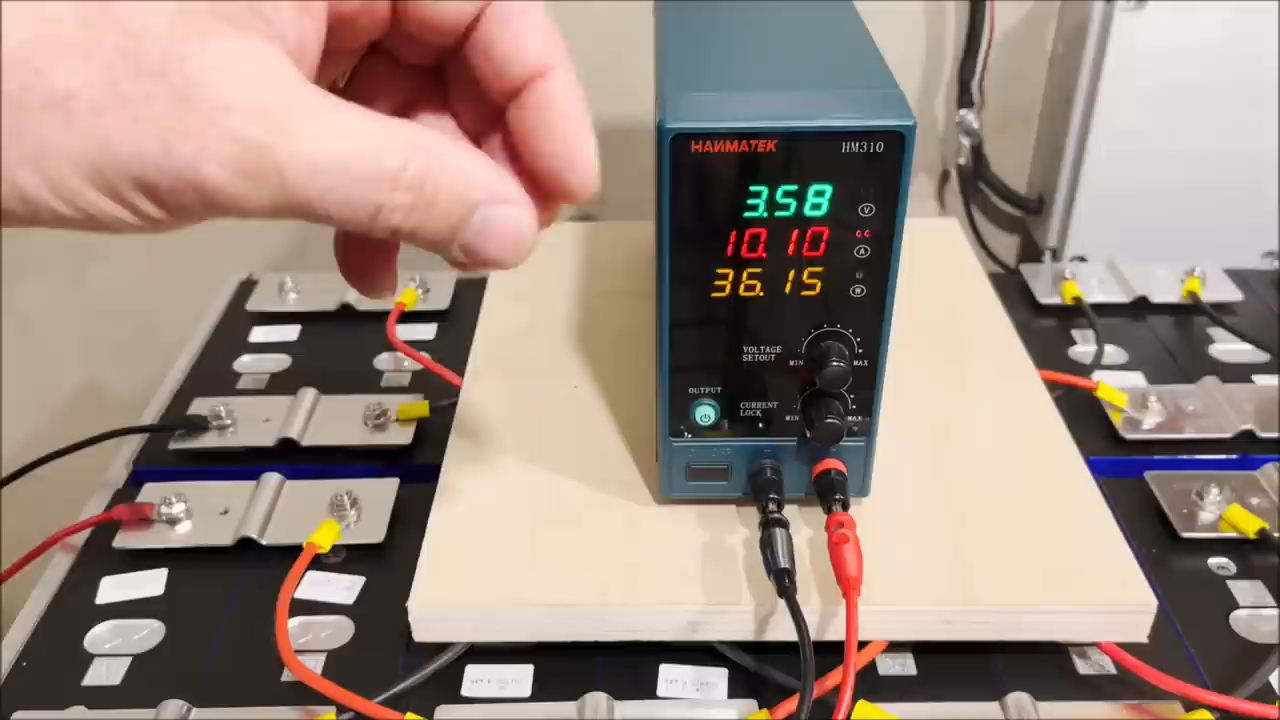 HANMATEK HM310
3.58 V
10.10 C.C A
36.15 W
VOLTAGE
SETOUT
MIN MAX
OUTPUT
CURRENT
LOCK
MIN MAX